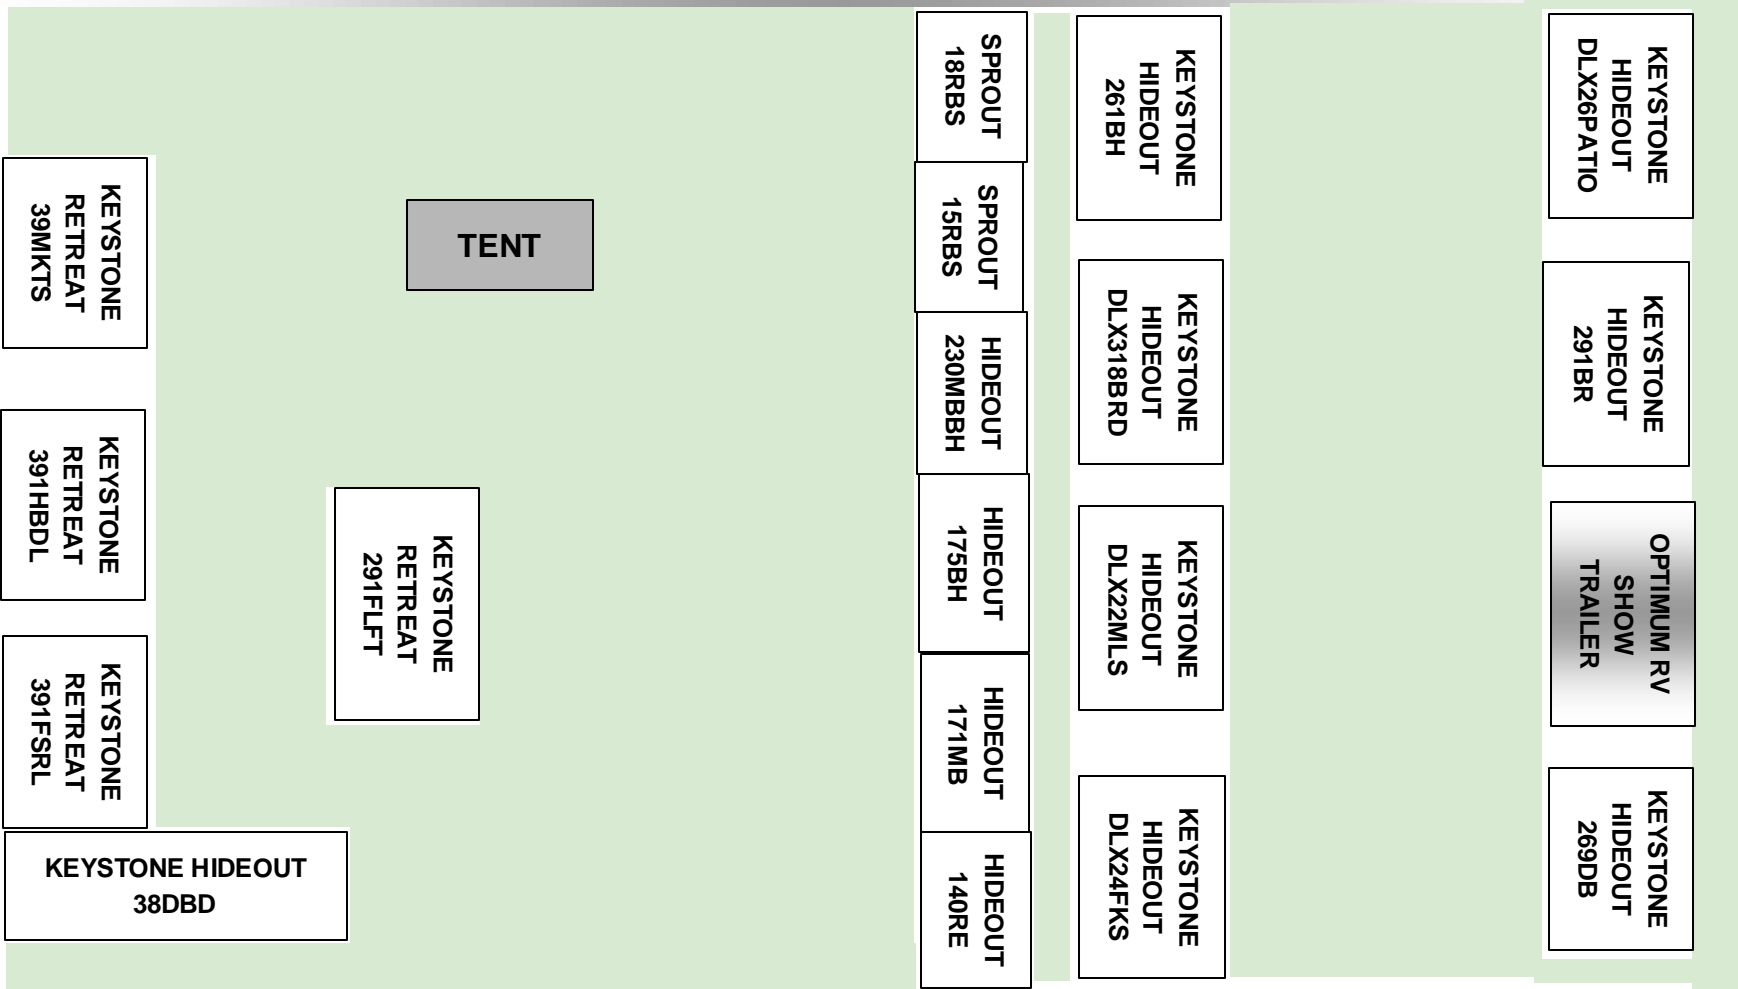 KEYSTONE
RETREAT
39MKTS
KEYSTONE
RETREAT
391HBDL
KEYSTONE
RETREAT
391FSRL
KEYSTONE HIDEOUT
38DBD
TENT
KEYSTONE
RETREAT
291FLFT
SPROUT
18RBS
SPROUT
15RBS
HIDEOUT
230MBBH
HIDEOUT
175BH
HIDEOUT
171MB
HIDEOUT
140RE
KEYSTONE
HIDEOUT
261BH
KEYSTONE
HIDEOUT
DLX318BRD
KEYSTONE
HIDEOUT
DLX22MLS
KEYSTONE
HIDEOUT
DLX24FKS
KEYSTONE
HIDEOUT
DLX26PATIO
KEYSTONE
HIDEOUT
291BR
OPTIMUM RV
SHOW
TRAILER
KEYSTONE
HIDEOUT
269DB